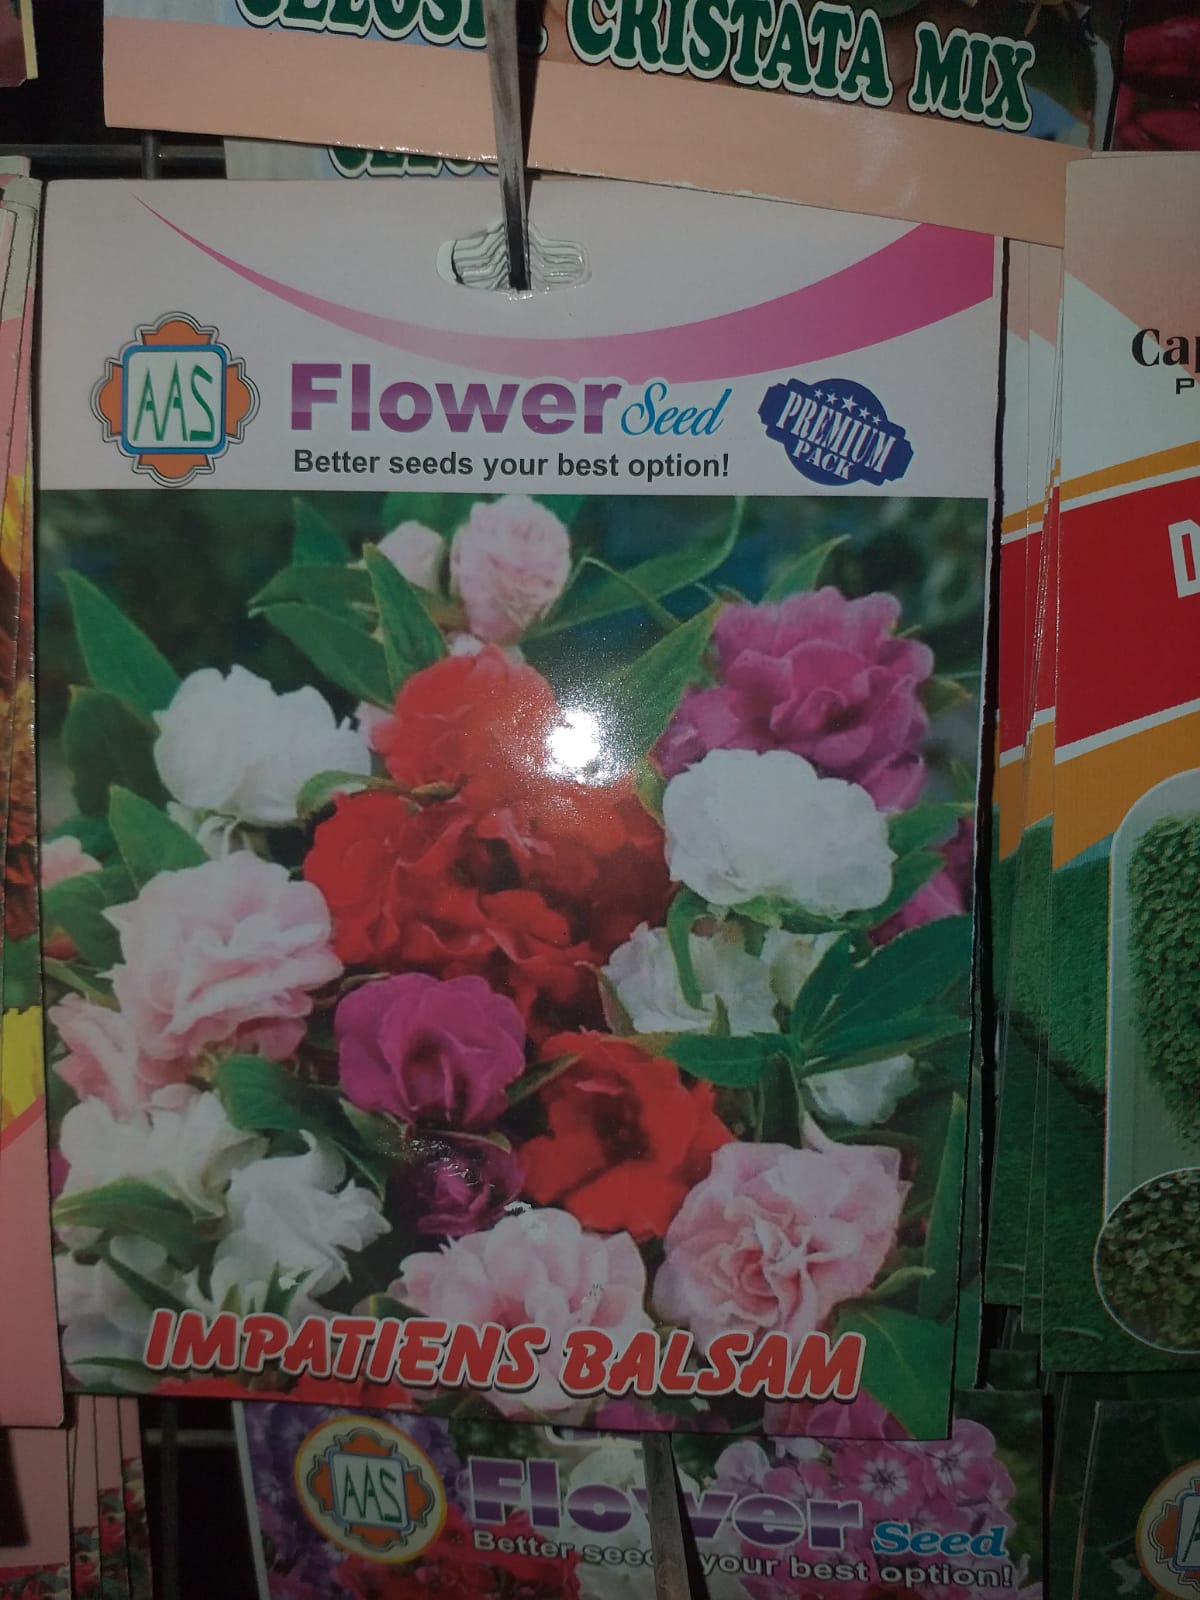 CRISTATA MIX
AAS
Flower Seed
Better seeds your best option!
PREMIUM
PACK
IMPATIENS BALSAM
AAS
Flower Seed
Better seed your best option!